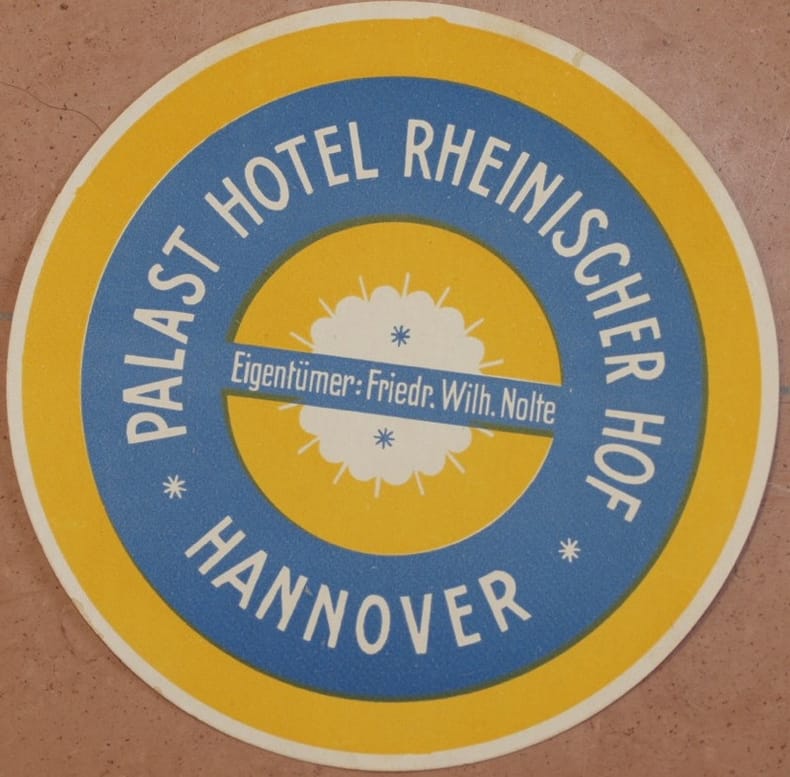 PALAST HOTEL RHEINISCHER HOF
Eigentümer: Friedr. Wilh. Nolte
* HANNOVER *